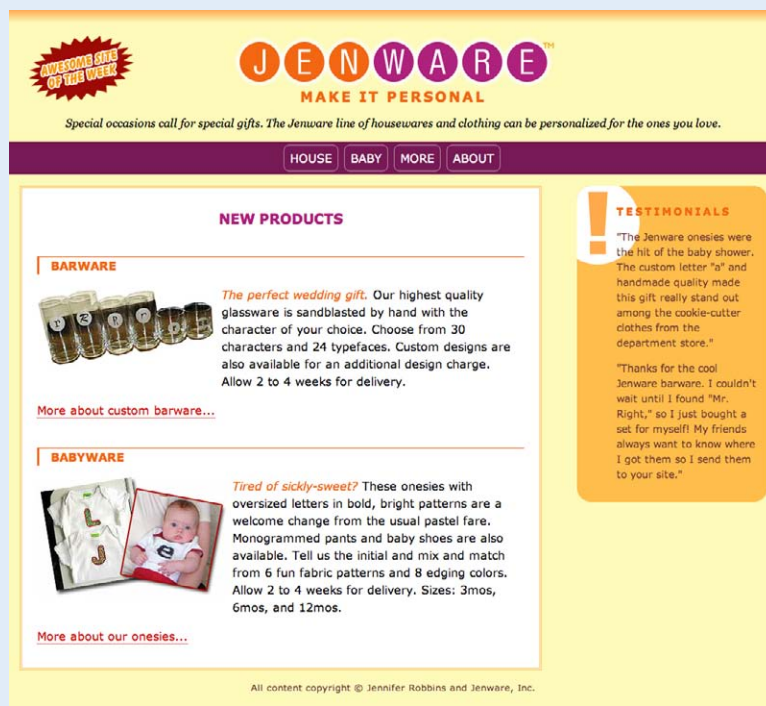 AWESOME SITE
OF THE WEEK
JENWARE™
MAKE IT PERSONAL
Special occasions call for special gifts. The Jenware line of housewares and clothing can be personalized for the ones you love.
HOUSE BABY MORE ABOUT
NEW PRODUCTS
BARWARE
The perfect wedding gift. Our highest quality
glassware is sandblasted by hand with the
character of your choice. Choose from 30
characters and 24 typefaces. Custom designs are
also available for an additional design charge.
Allow 2 to 4 weeks for delivery.
More about custom barware...
BABYWARE
L
J
e
Tired of sickly-sweet? These onesies with
oversized letters in bold, bright patterns are a
welcome change from the usual pastel fare.
Monogrammed pants and baby shoes are also
available. Tell us the initial and mix and match
from 6 fun fabric patterns and 8 edging colors.
Allow 2 to 4 weeks for delivery. Sizes: 3mos,
6mos, and 12mos.
More about our onesies...
!
TESTIMONIALS
"The Jenware onesies were
the hit of the baby shower.
The custom letter "a" and
handmade quality made
this gift really stand out
among the cookie-cutter
clothes from the
department store."
"Thanks for the cool
Jenware barware. I couldn't
wait until I found "Mr.
Right," so I just bought a
set for myself! My friends
always want to know where
I got them so I send them
to your site."
All content copyright © Jennifer Robbins and Jenware, Inc.